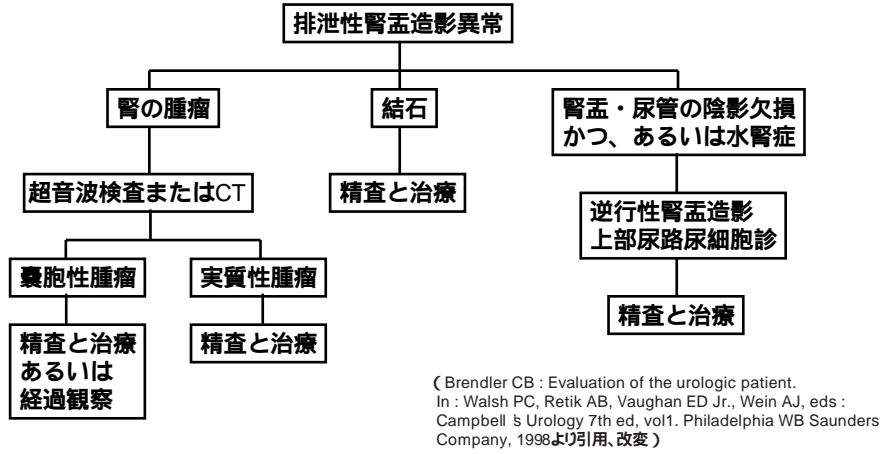 排泄性腎盂造影異常
腎の腫瘤
結石
腎盂・尿管の陰影欠損
かつ、あるいは水腎症
超音波検査またはCT
精査と治療
逆行性腎盂造影
上部尿路尿細胞診
嚢胞性腫瘤
実質性腫瘤
精査と治療
精査と治療
あるいは
経過観察
精査と治療
(Brendler CB : Evaluation of the urologic patient.
In : Walsh PC, Retik AB, Vaughan ED Jr., Wein AJ, eds :
Campbell's Urology 7th ed, vol1. Philadelphia WB Saunders
Company, 1998より引用、改変)